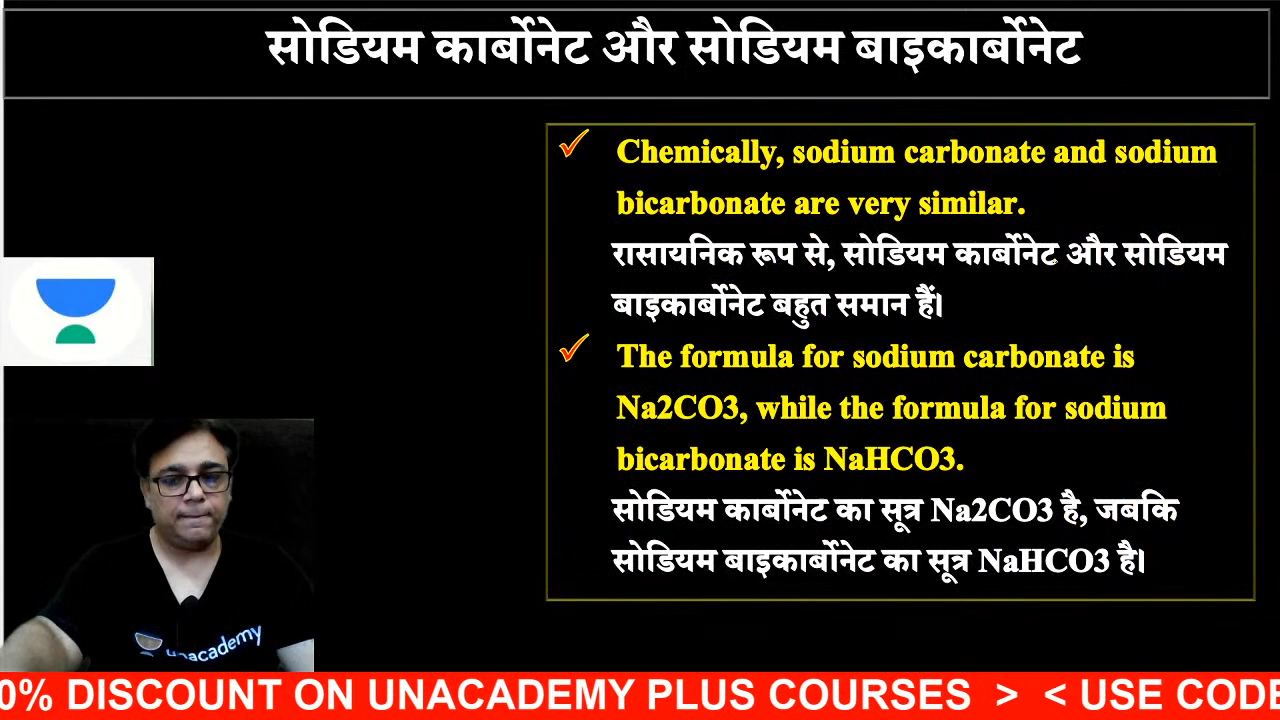 सोडियम कार्बोनेट और सोडियम बाइकार्बोनेट
Chemically, sodium carbonate and sodium
bicarbonate are very similar.
रासायनिक रूप से, सोडियम कार्बोनेट और सोडियम
बाइकार्बोनेट बहुत समान हैं।
The formula for sodium carbonate is
Na2CO3, while the formula for sodium
bicarbonate is NaHCO3.
सोडियम कार्बोनेट का सूत्र Na2CO3 है, जबकि
सोडियम बाइकार्बोनेट का सूत्र NaHCO3 है।
unacademy
0% DISCOUNT ON UNACADEMY PLUS COURSES > < USE CODE